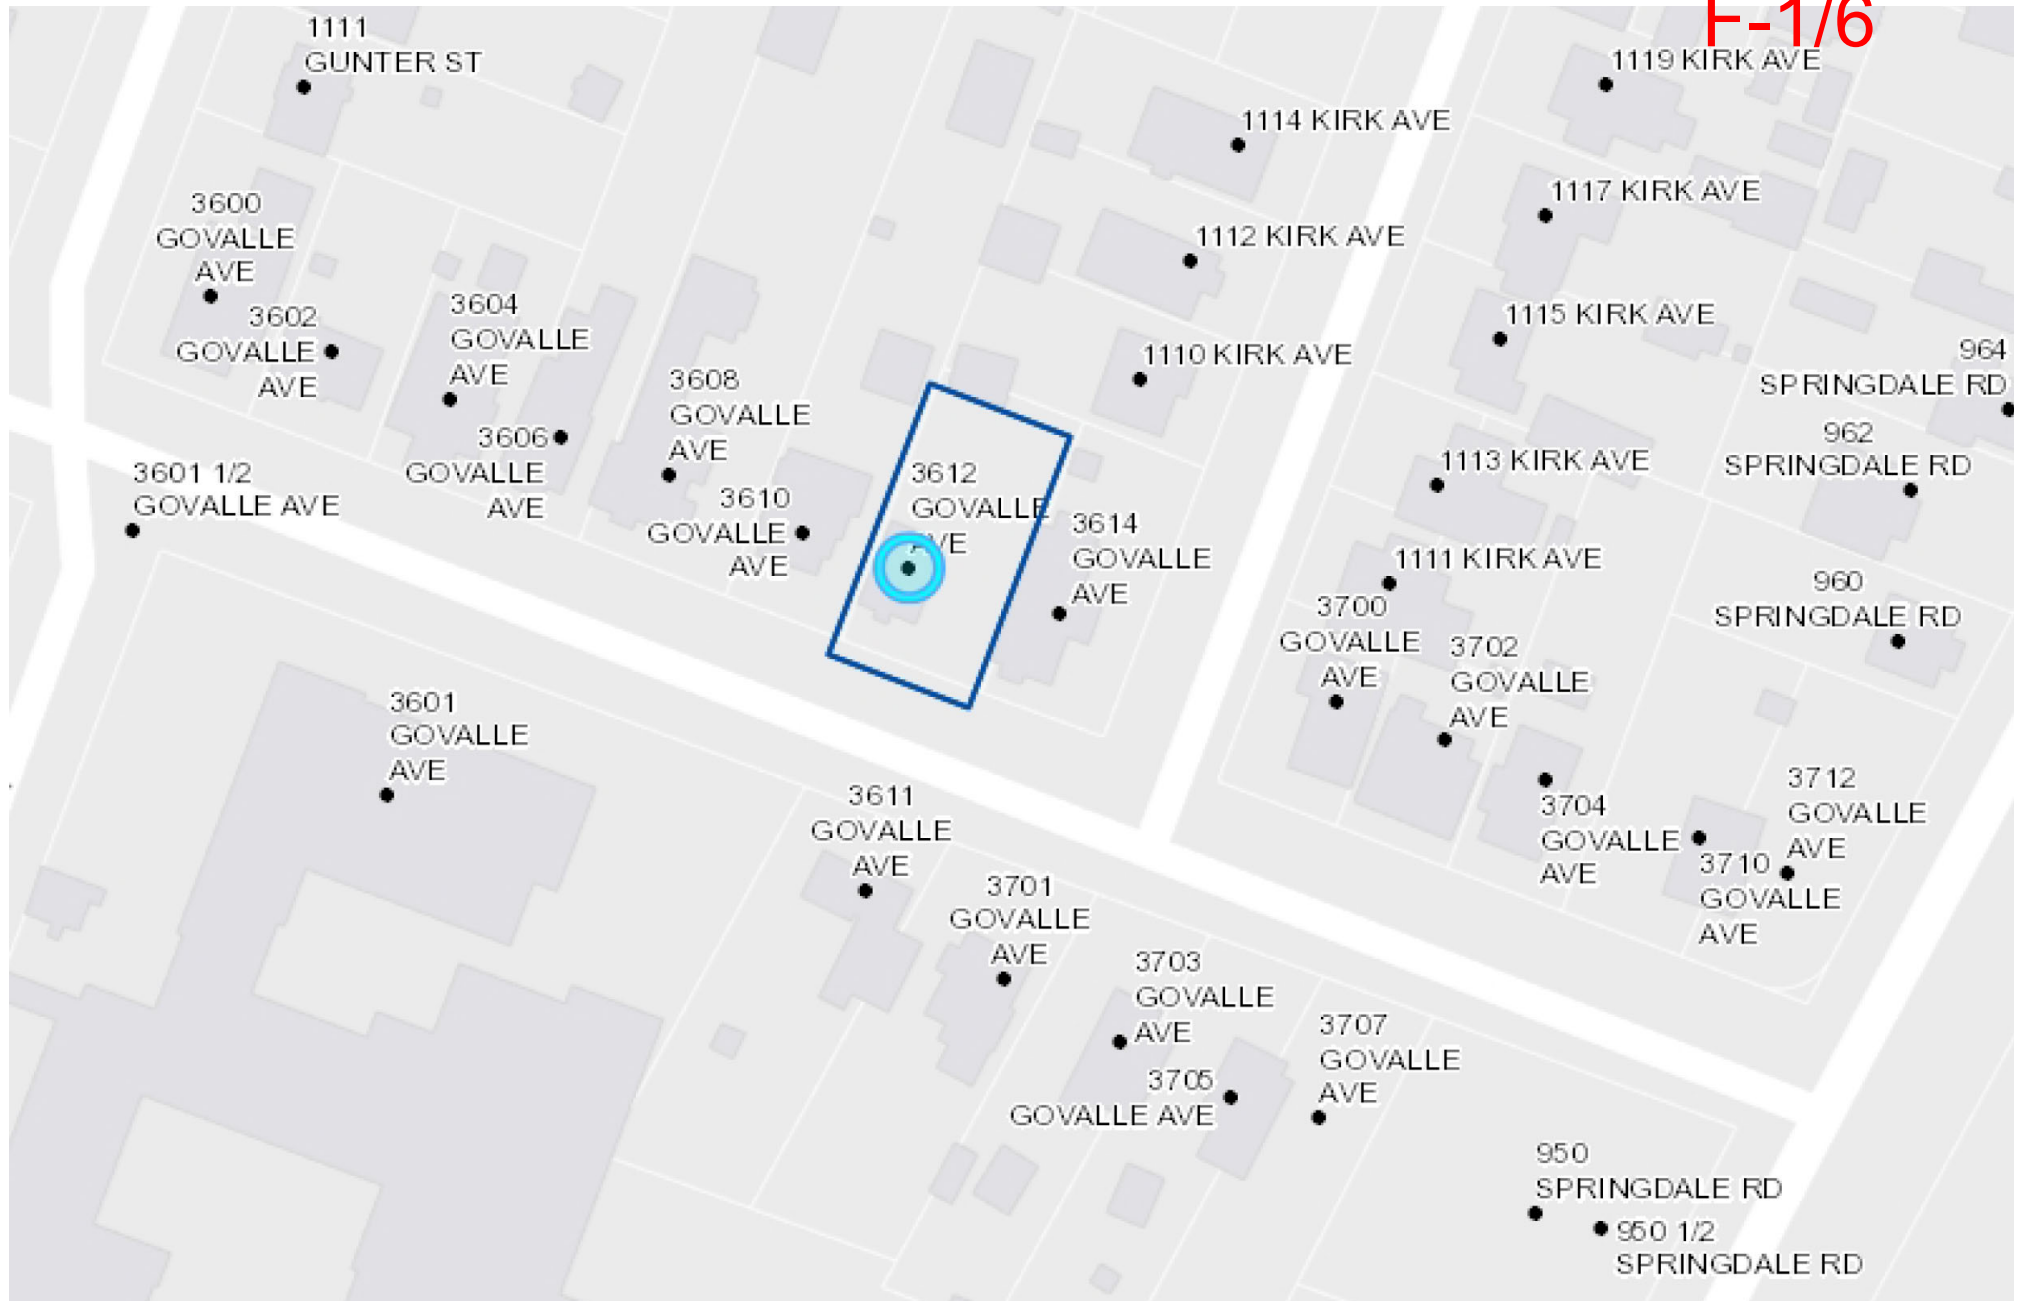 F-1/6
1111
GUNTER ST
1119 KIRK AVE
1114 KIRK AVE
1117 KIRK AVE
3600
GOVALLE
AVE
1112 KIRK AVE
3602
GOVALLE
AVE
3604
GOVALLE
AVE
1115 KIRK AVE
1110 KIRK AVE
964
SPRINGDALE RD
3608
GOVALLE
AVE
3606
GOVALLE
AVE
962
SPRINGDALE RD
3601 1/2
GOVALLE AVE
3610
GOVALLE
AVE
3612
GOVALLE
AVE
1113 KIRK AVE
3614
GOVALLE
AVE
1111 KIRK AVE
960
SPRINGDALE RD
3700
GOVALLE
AVE
3702
GOVALLE
AVE
3601
GOVALLE
AVE
3611
GOVALLE
AVE
3704
GOVALLE
AVE
3712
GOVALLE
AVE
3710
GOVALLE
AVE
3701
GOVALLE
AVE
3703
GOVALLE
AVE
3707
GOVALLE
AVE
3705
GOVALLE AVE
950
SPRINGDALE RD
950 1/2
SPRINGDALE RD